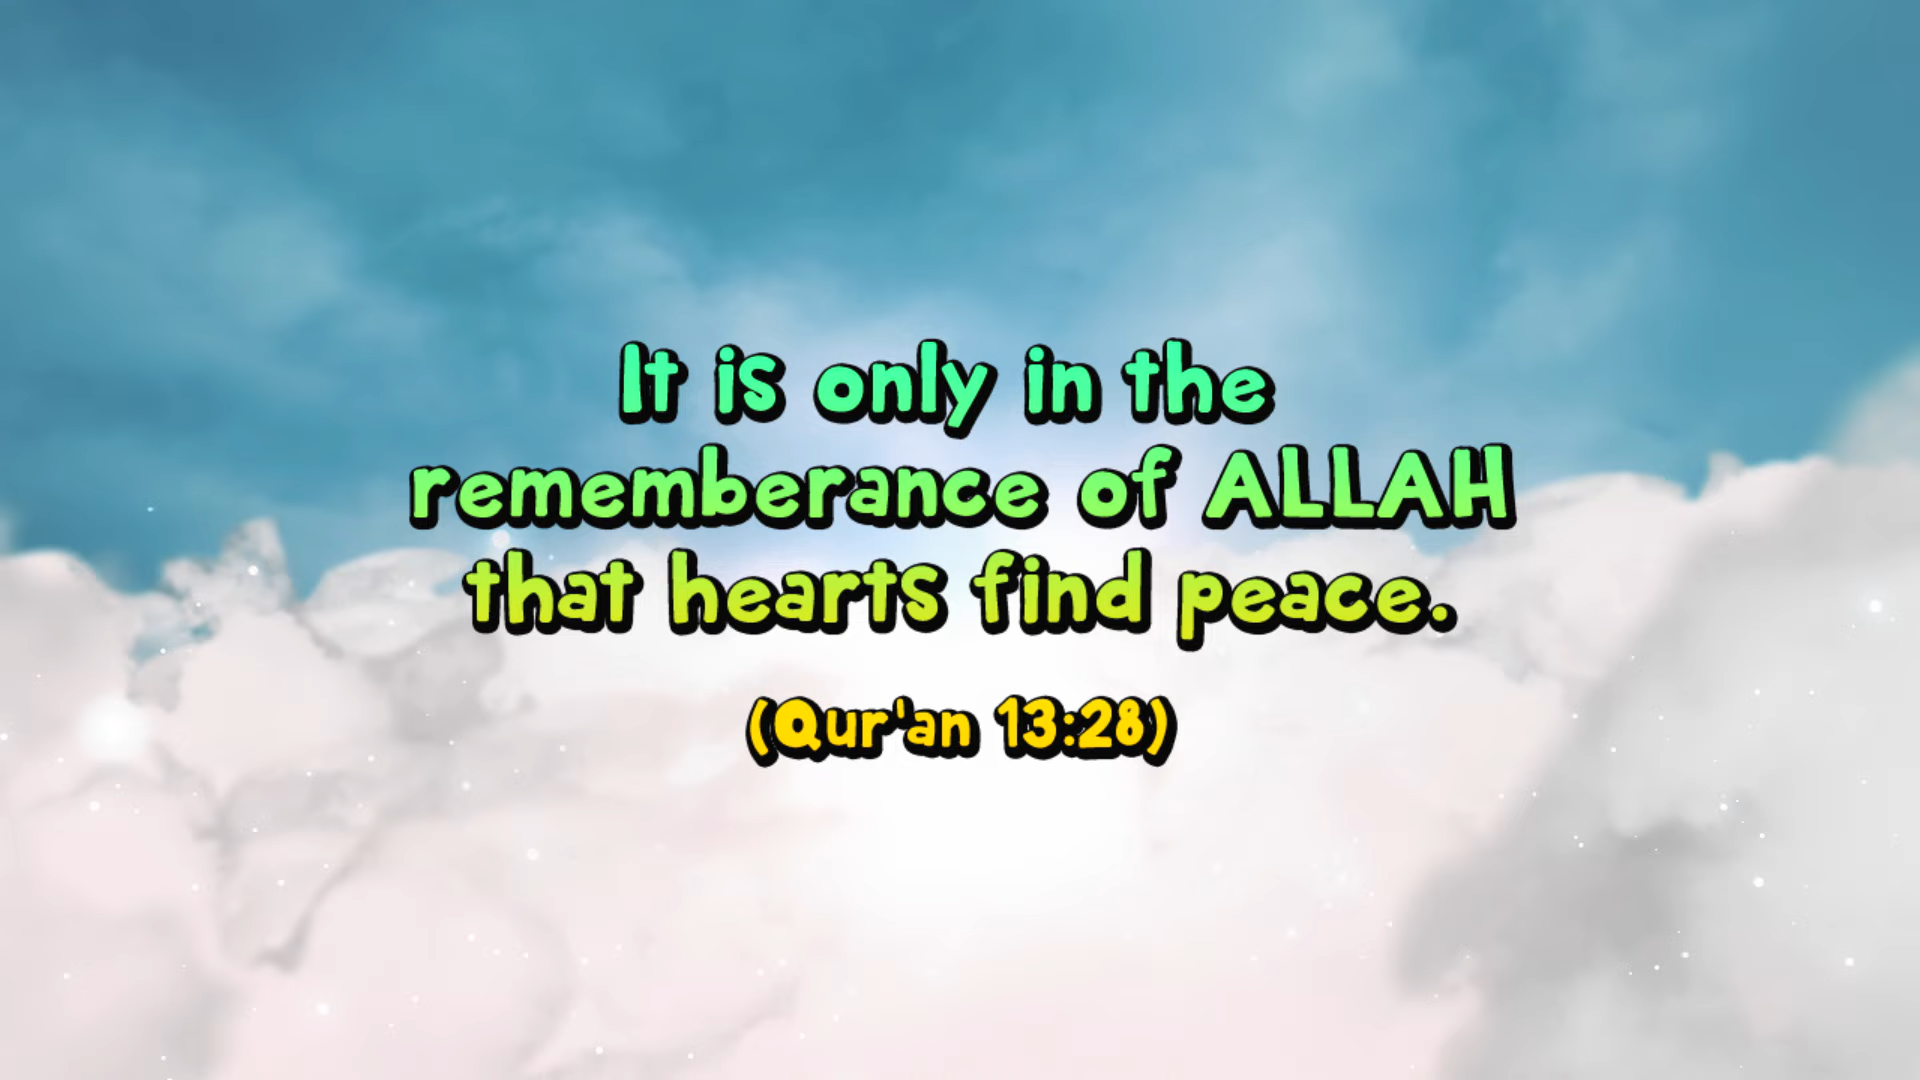 It is only in the
rememberance of ALLAH
that hearts find peace.
(Qur'an 13:28)